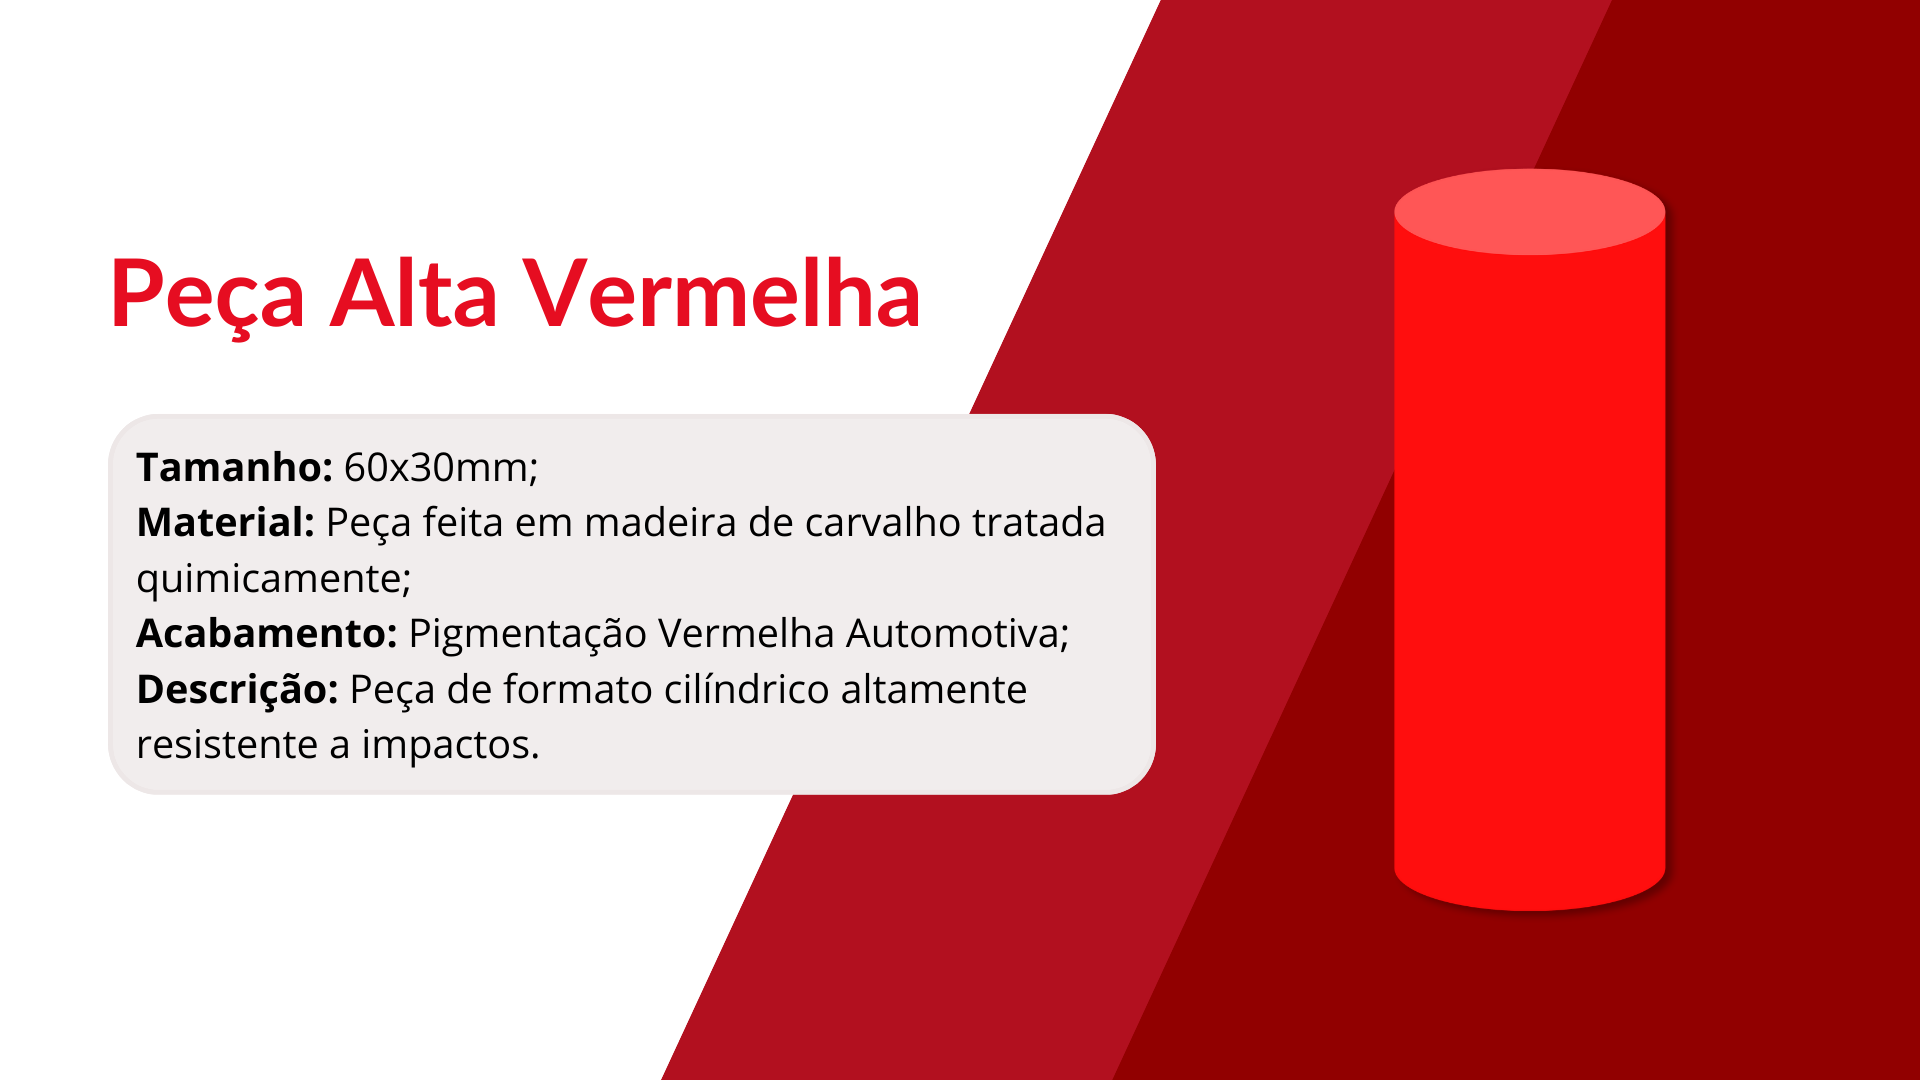 Peça Alta Vermelha
Tamanho: 60x30mm;
Material: Peça feita em madeira de carvalho tratada
quimicamente;
Acabamento: Pigmentação Vermelha Automotiva;
Descrição: Peça de formato cilíndrico altamente
resistente a impactos.